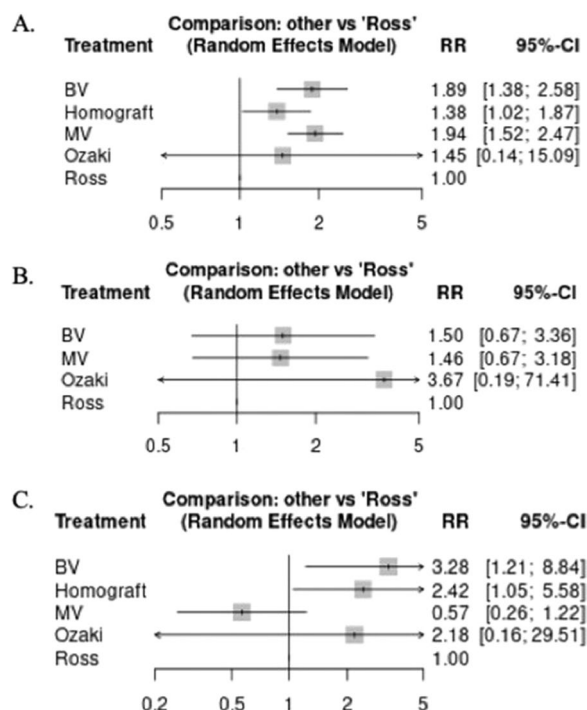 A.
Comparison: other vs 'Ross'
Treatment (Random Effects Model) RR 95%-CI
BV 1.89 [1.38; 2.58]
Homograft 1.38 [1.02; 1.87]
MV 1.94 [1.52; 2.47]
Ozaki 1.45 [0.14; 15.09]
Ross 1.00
0.5 1 2 5
B.
Comparison: other vs 'Ross'
Treatment (Random Effects Model) RR 95%-CI
BV 1.50 [0.67; 3.36]
MV 1.46 [0.67; 3.18]
Ozaki 3.67 [0.19; 71.41]
Ross 1.00
0.5 1 2 5
C.
Comparison: other vs 'Ross'
Treatment (Random Effects Model) RR 95%-CI
BV 3.28 [1.21; 8.84]
Homograft 2.42 [1.05; 5.58]
MV 0.57 [0.26; 1.22]
Ozaki 2.18 [0.16; 29.51]
Ross 1.00
0.2 0.5 1 2 5